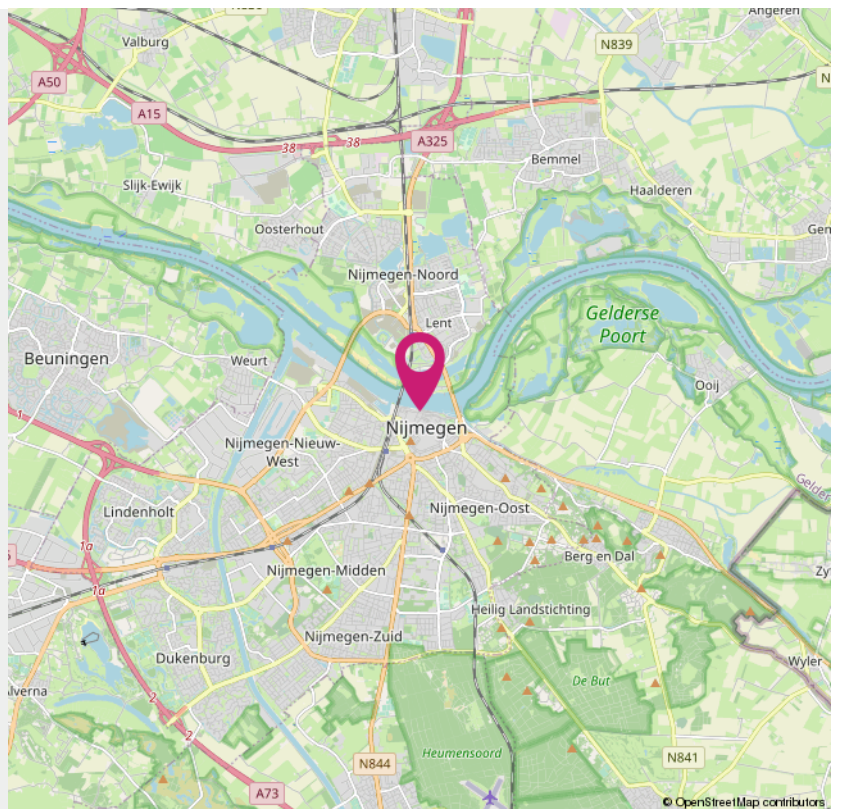 Angeren
Valburg
N839
A50
A15
38
38
A325
Bemmel
Slijk-Ewijk
Haalderen
Oosterhout
Nijmegen-Noord
Gelderse
Poort
Lent
Beuningen
Weurt
Ooij
1
Nijmegen
Nijmegen-Nieuw-
West
Lindenholt
Nijmegen-Oost
1a
Berg en Dal
Nijmegen-Midden
1a
Heilig Landstichting
Nijmegen-Zuid
Dukenburg
Wyler
De But
2
2
Heumensoord
N844
N841
A73
© OpenStreetMap contributors